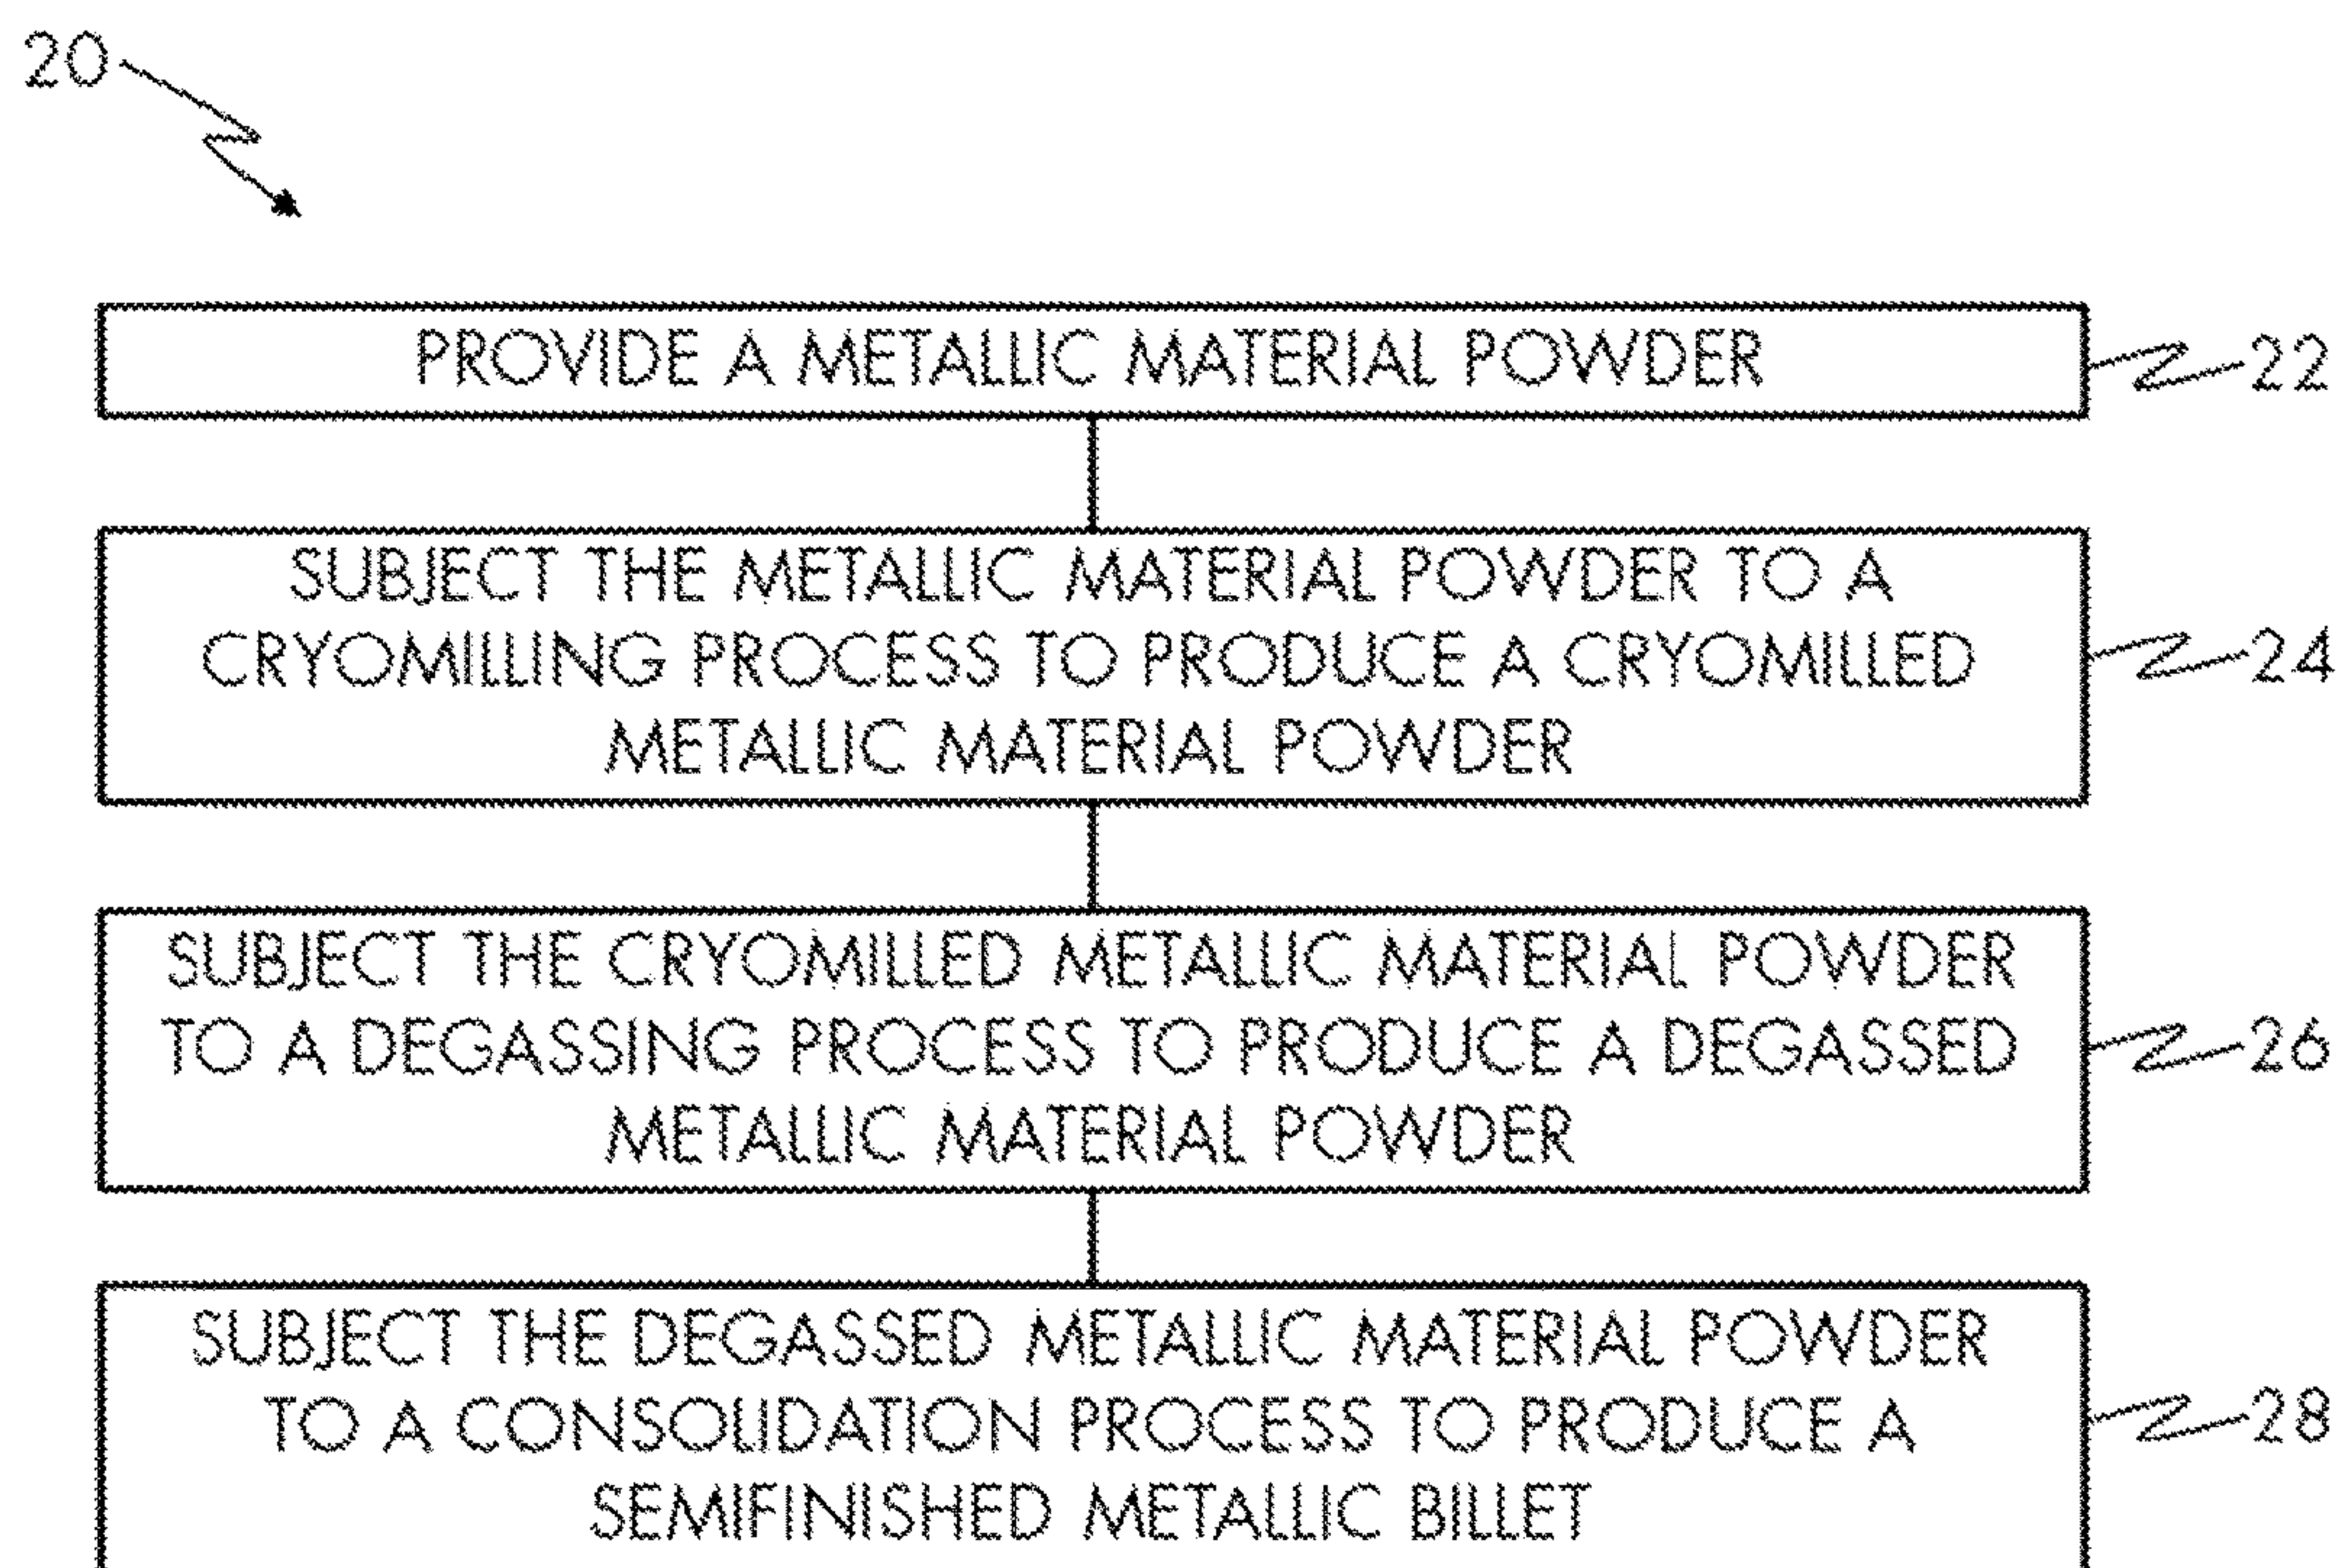 20
PROVIDE A METALLIC MATERIAL POWDER
22
SUBJECT THE METALLIC MATERIAL POWDER TO A
CRYOMILLING PROCESS TO PRODUCE A CRYOMILLED
METALLIC MATERIAL POWDER
24
SUBJECT THE CRYOMILLED METALLIC MATERIAL POWDER
TO A DEGASSING PROCESS TO PRODUCE A DEGASSED
METALLIC MATERIAL POWDER
26
SUBJECT THE DEGASSED METALLIC MATERIAL POWDER
TO A CONSOLIDATION PROCESS TO PRODUCE A
SEMIFINISHED METALLIC BILLET
28